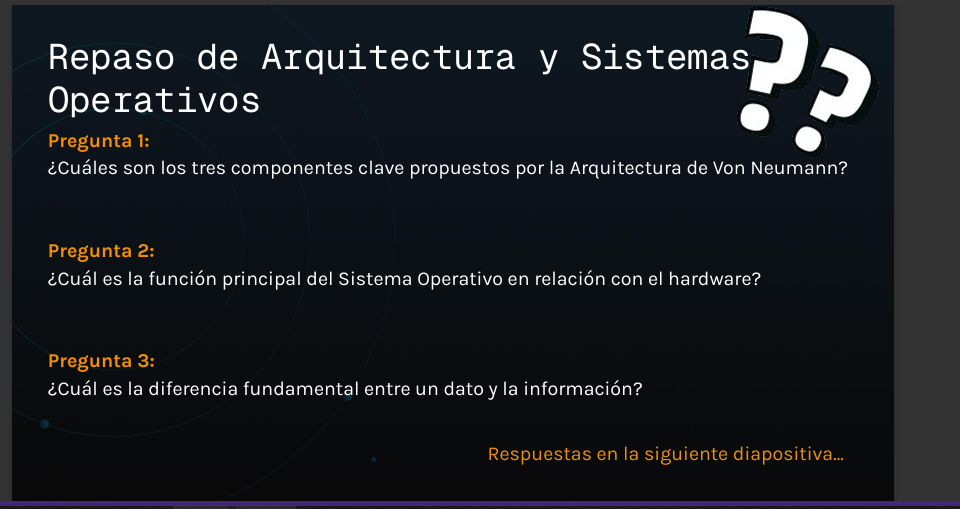 Repaso de Arquitectura y Sistemas
Operativos
Pregunta 1:
¿Cuáles son los tres componentes clave propuestos por la Arquitectura de Von Neumann?
Pregunta 2:
¿Cuál es la función principal del Sistema Operativo en relación con el hardware?
Pregunta 3:
¿Cuál es la diferencia fundamental entre un dato y la información?
Respuestas en la siguiente diapositiva...
??